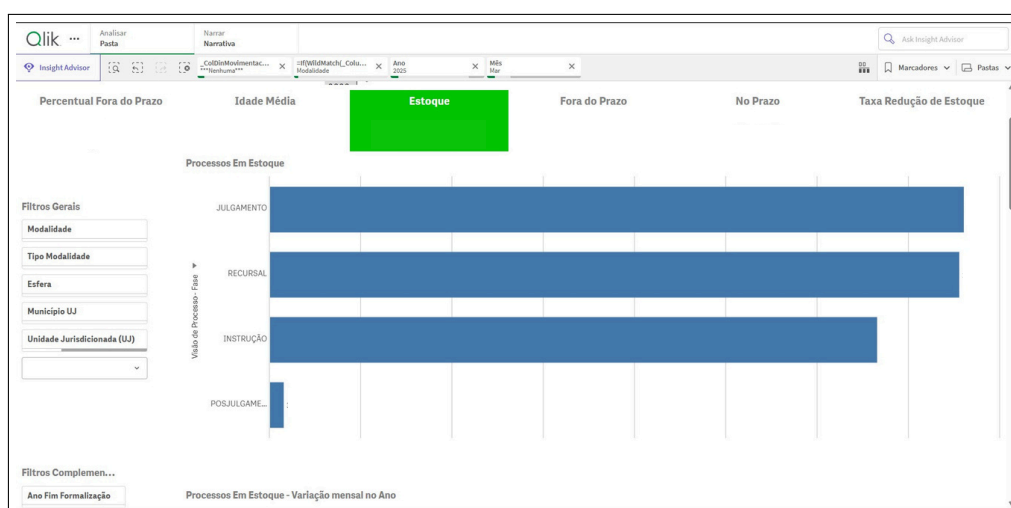 Qlik
Analisar
Pasta
Narrar
Narrativa
Ask Insight Advisor
Insight Advisor
_ColDinMovimentac...
***Nenhuma***
=If(WildMatch(_Colu...
Modalidade
Ano
2025
Mês
Mar
Marcadores
Pastas
Percentual Fora do Prazo
Idade Média
Estoque
Fora do Prazo
No Prazo
Taxa Redução de Estoque
Processos Em Estoque
Filtros Gerais
Modalidade
Tipo Modalidade
Esfera
Município UJ
Unidade Jurisdicionada (UJ)
Visão de Processo- Fase
JULGAMENTO
RECURSAL
INSTRUÇÃO
POSJULGAME...
Filtros Complemen...
Ano Fim Formalização
Processos Em Estoque - Variação mensal no Ano